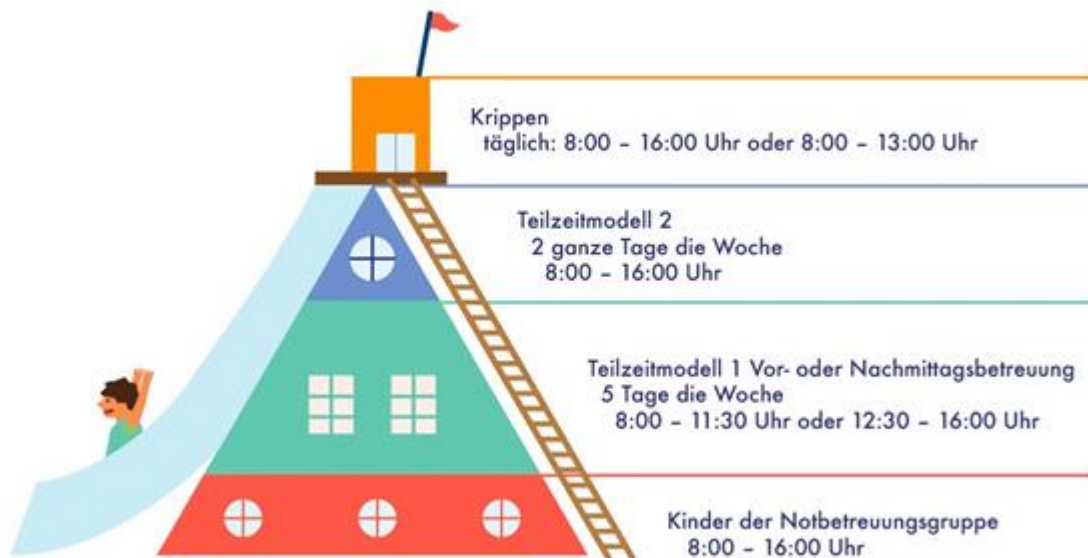 Krippen
täglich: 8:00 – 16:00 Uhr oder 8:00 – 13:00 Uhr
Teilzeitmodell 2
2 ganze Tage die Woche
8:00 – 16:00 Uhr
Teilzeitmodell 1 Vor- oder Nachmittagsbetreuung
5 Tage die Woche
8:00 – 11:30 Uhr oder 12:30 – 16:00 Uhr
Kinder der Notbetreuungsgruppe
8:00 – 16:00 Uhr